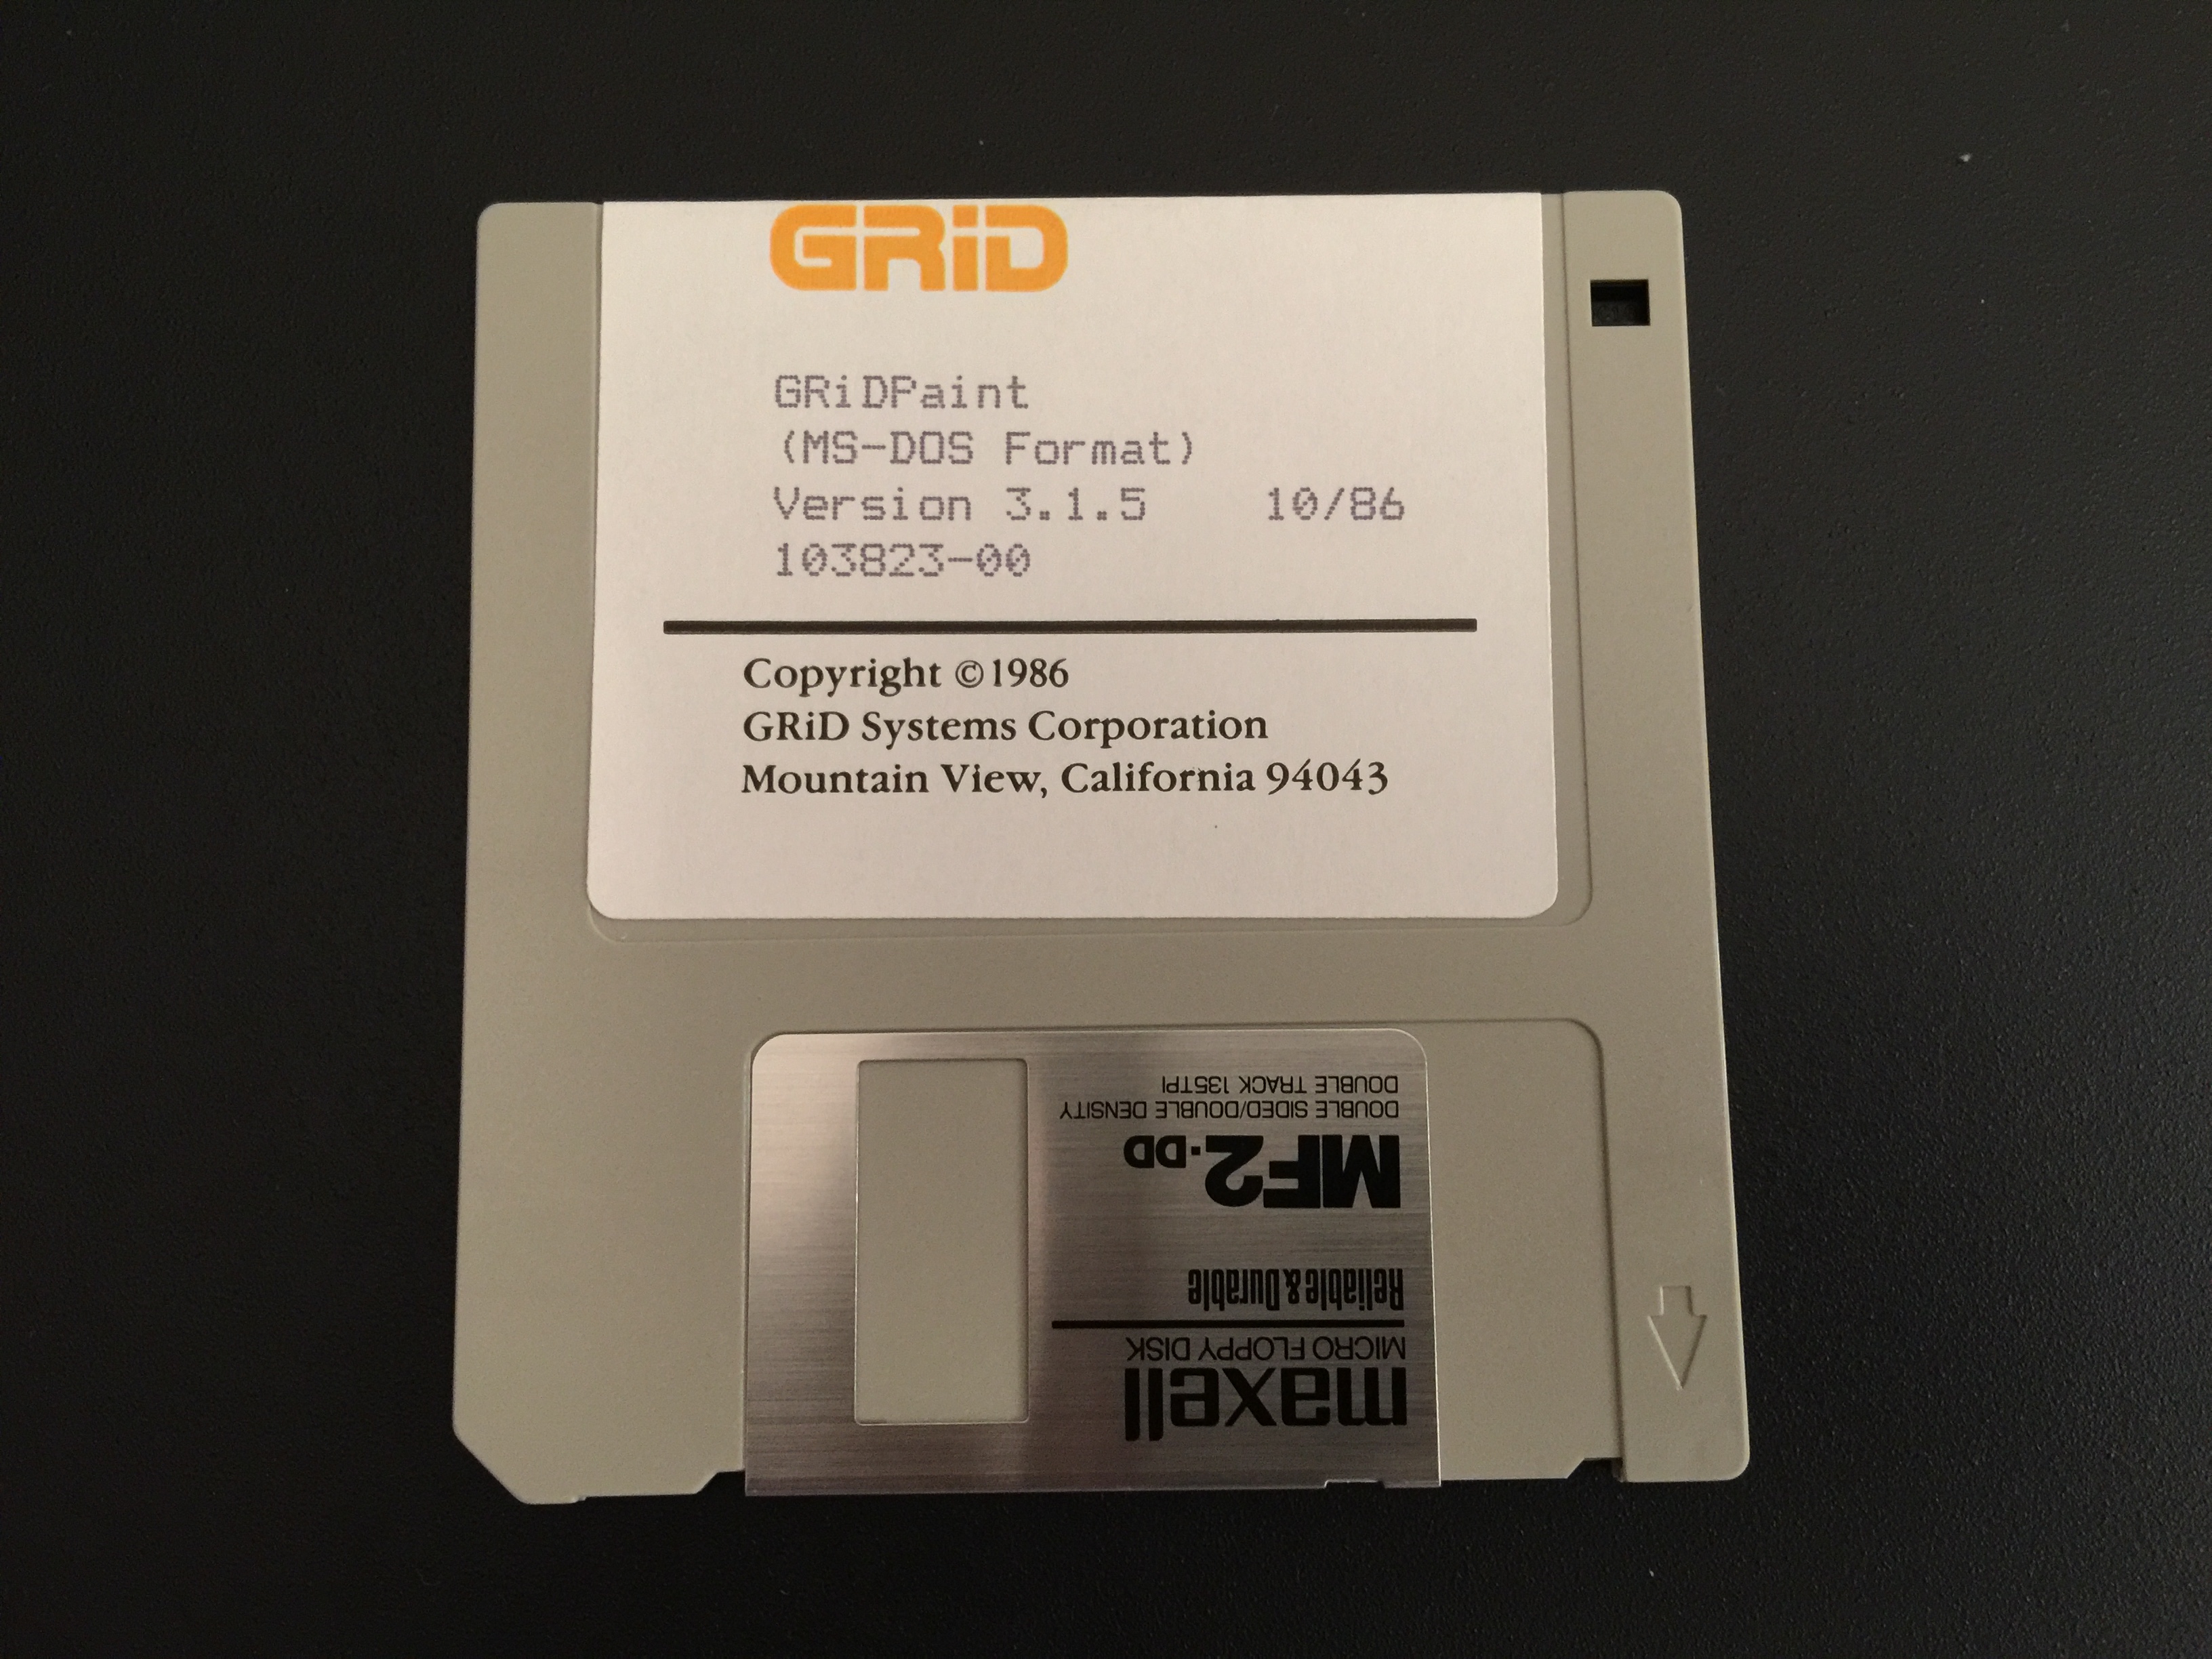 GRiD
GRiDPaint
(MS-DOS Format)
Version 3.1.5 10/86
103823-00
Copyright ©1986
GRiD Systems Corporation
Mountain View, California 94043
maxell
MICRO FLOPPY DISK
Reliable & Durable
MF2·DD
DOUBLE SIDED/DOUBLE DENSITY
DOUBLE TRACK 135TPI